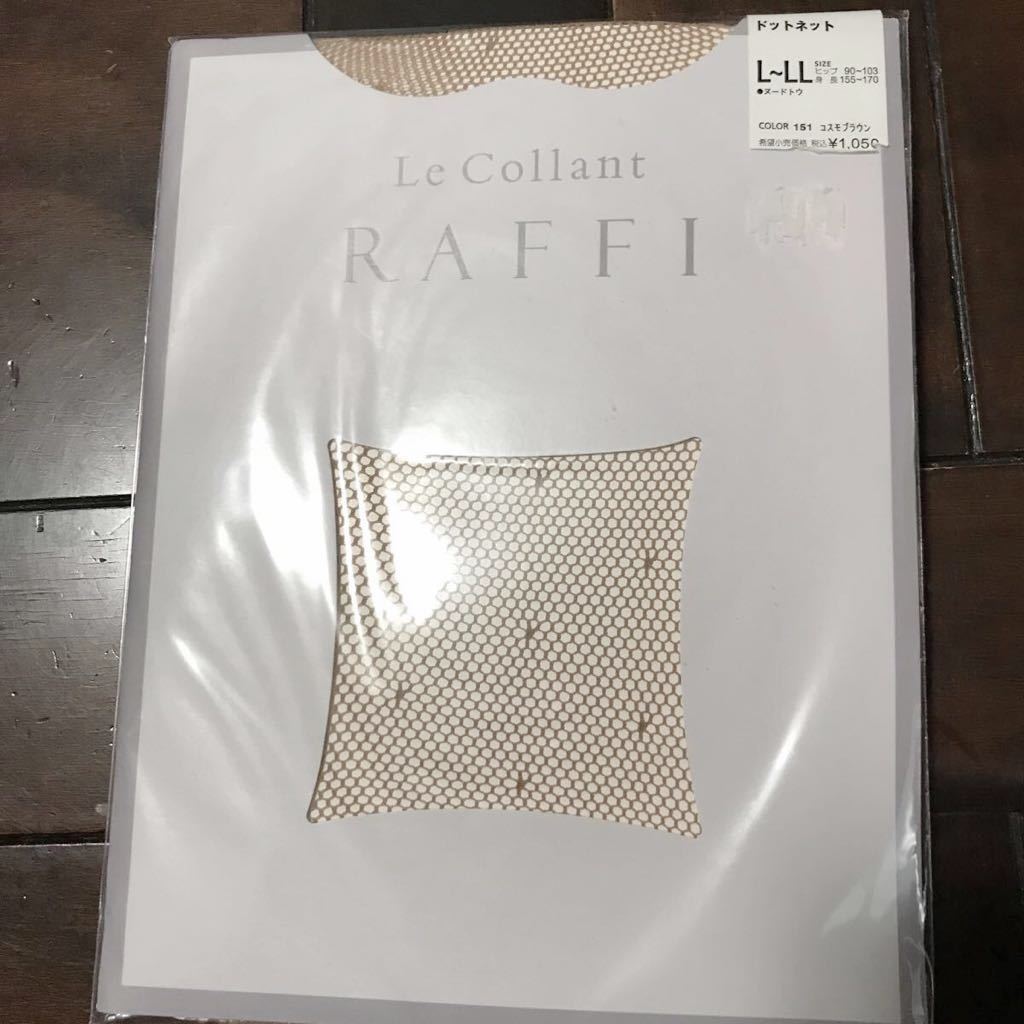 ドットネット
L~LL SIZE
ヒップ 90~103
身長 155~170
●ヌードトウ
COLOR 151 コスモブラウン
希望小売価格 税込 ¥1,050
Le Collant
RAFFI